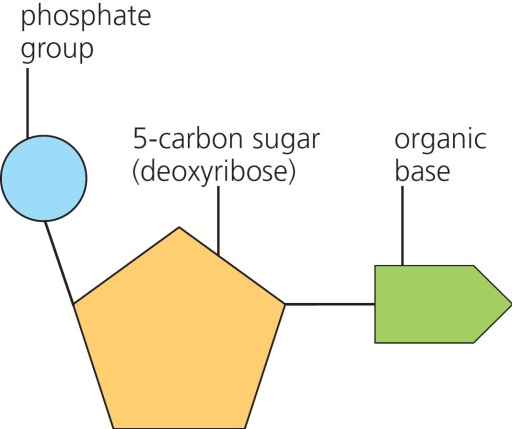 phosphate
group
5-carbon sugar
(deoxyribose)
organic
base